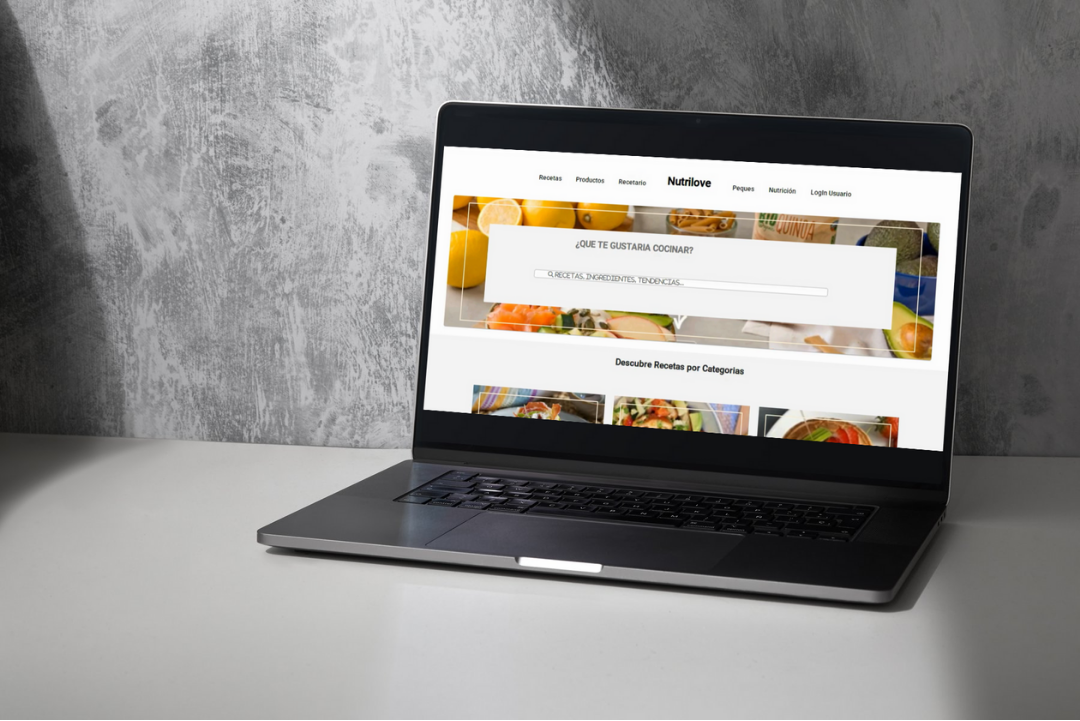 Recetas Productos Recetario Nutrilove Peques Nutrición LogIn Usuario
QUINOA
¿QUE TE GUSTARIA COCINAR?
RECETAS, INGREDIENTES, TENDENCIAS...
Descubre Recetas por Categorias